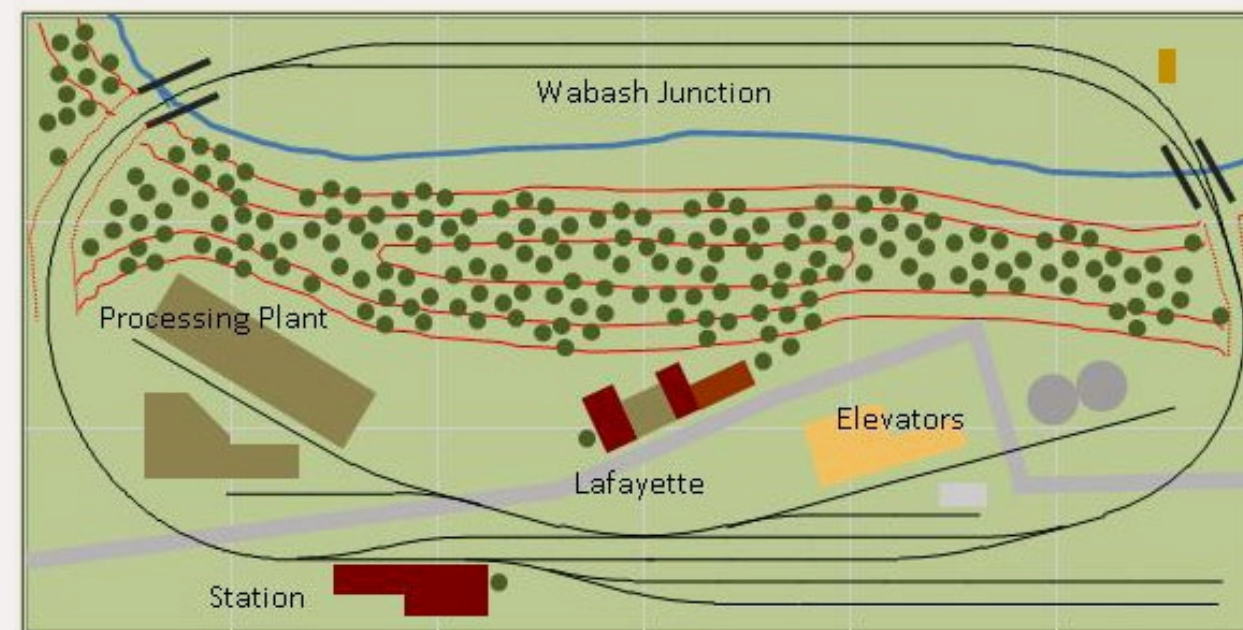 Wabash Junction
Processing Plant
Elevators
Lafayette
Station